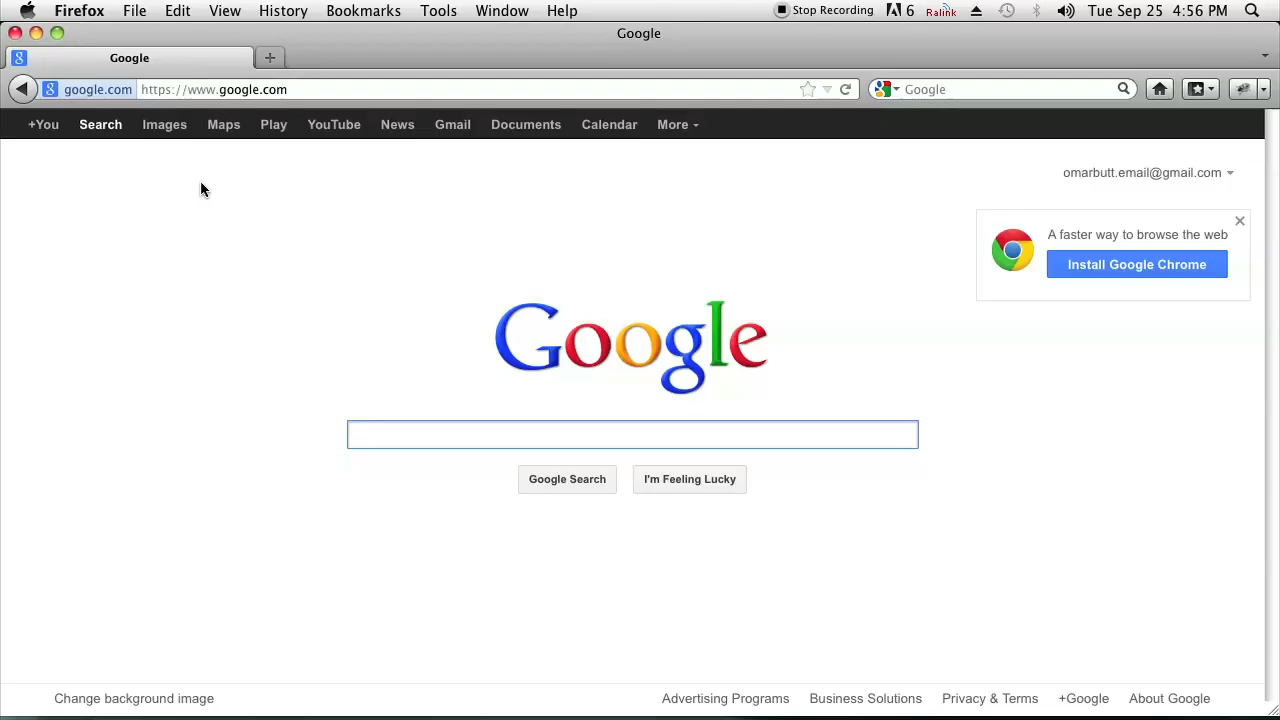 Firefox File Edit View History Bookmarks Tools Window Help Stop Recording 6 Ralink Tue Sep 25 4:56 PM
Google
Google
google.com https://www.google.com Google
+You Search Images Maps Play YouTube News Gmail Documents Calendar More
omarbutt.email@gmail.com
A faster way to browse the web
Install Google Chrome
Google
Google Search I'm Feeling Lucky
Change background image Advertising Programs Business Solutions Privacy & Terms +Google About Google